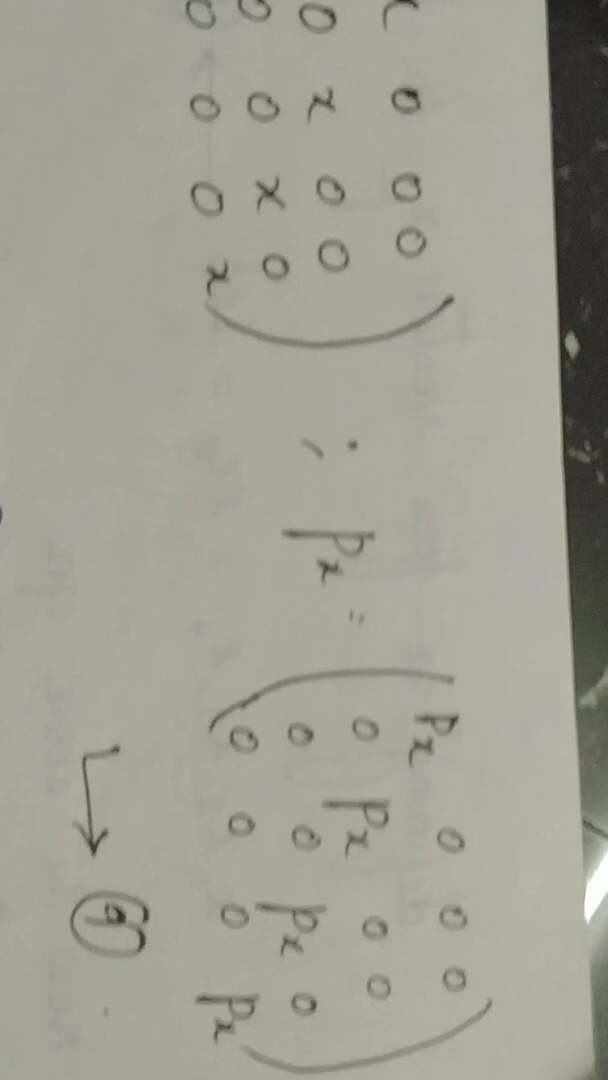 x 0 0 0 ) ( Px 0 0 0 )
0 x 0 0 ; Px = 0 Px 0 0
0 0 x 0 0 0 Px 0
0 0 0 x 0 0 0 Px